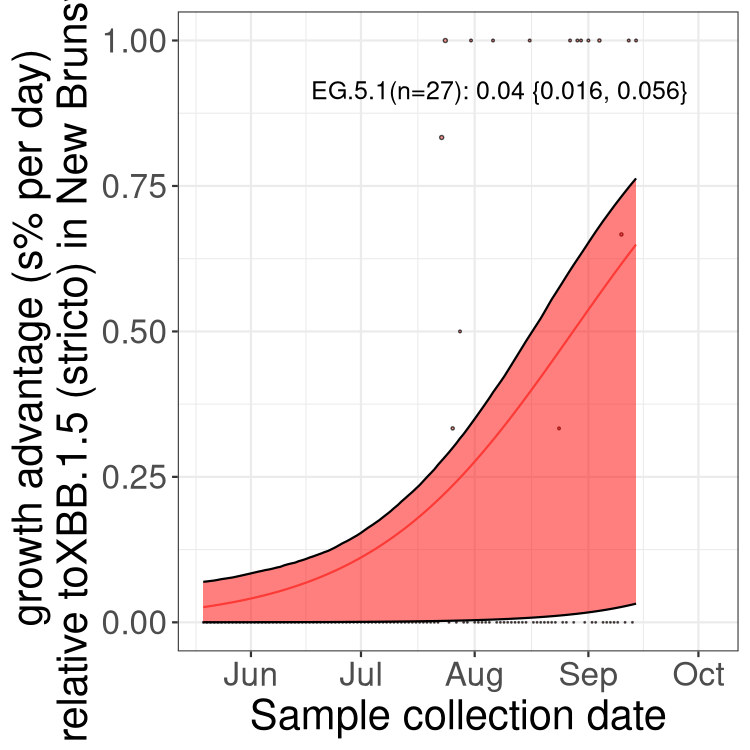 growth advantage (s% per day)
relative toXBB.1.5 (stricto) in New
1.00
0.75
0.50
0.25
0.00
EG.5.1(n=27): 0.04 {0.016, 0.056}
Jun Jul Aug Sep Oct
Sample collection date